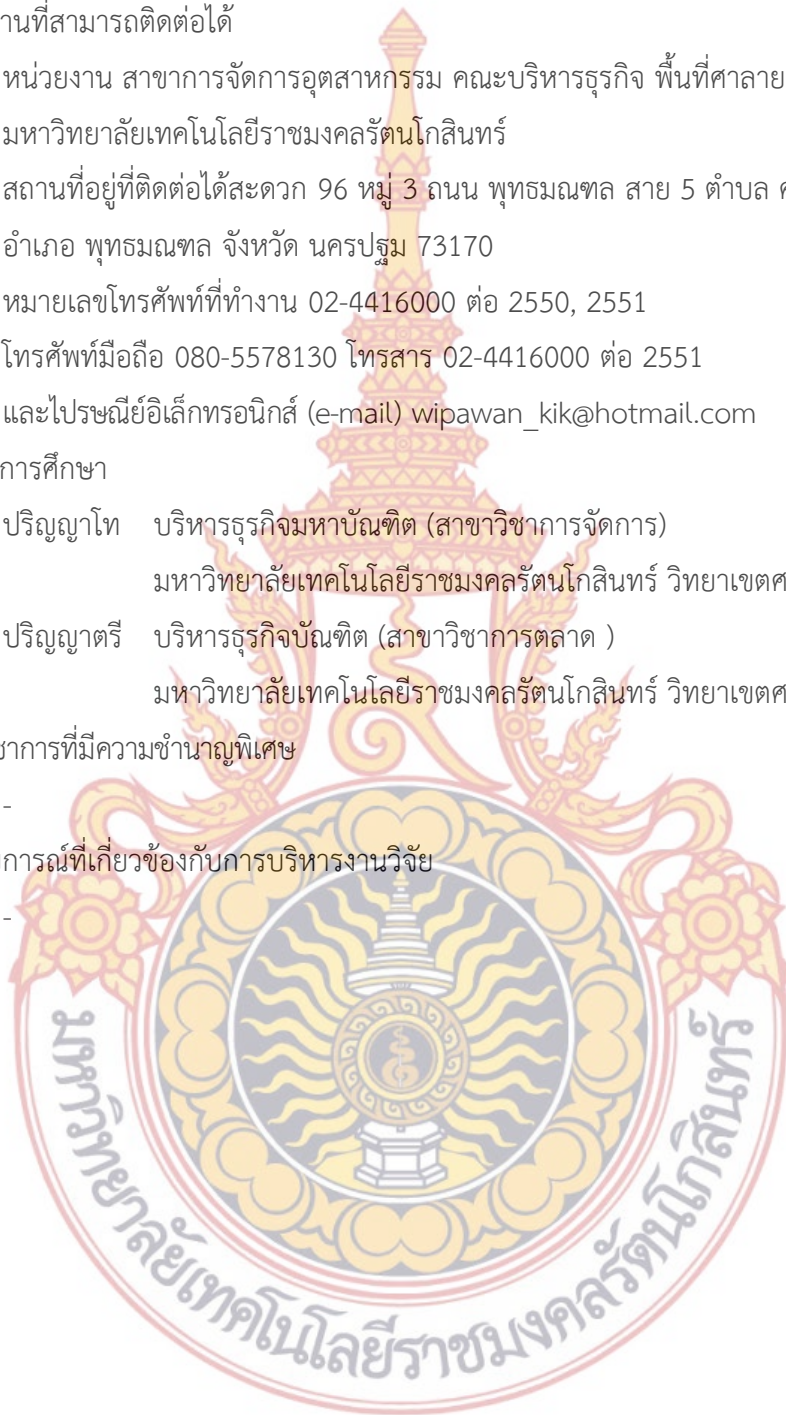 านที่สามารถติดต่อได้
หน่วยงาน สาขาการจัดการอุตสาหกรรม คณะบริหารธุรกิจ พื้นที่ศาลาย
มหาวิทยาลัยเทคโนโลยีราชมงคลรัตนโกสินทร์
สถานที่อยู่ที่ติดต่อได้สะดวก 96 หมู่ 3 ถนน พุทธมณฑล สาย 5 ตำบล ศ
อำเภอ พุทธมณฑล จังหวัด นครปฐม 73170
หมายเลขโทรศัพท์ที่ทำงาน 02-4416000 ต่อ 2550, 2551
โทรศัพท์มือถือ 080-5578130 โทรสาร 02-4416000 ต่อ 2551
และไปรษณีย์อิเล็กทรอนิกส์ (e-mail) wipawan_kik@hotmail.com
การศึกษา
ปริญญาโท บริหารธุรกิจมหาบัณฑิต (สาขาวิชาการจัดการ)
มหาวิทยาลัยเทคโนโลยีราชมงคลรัตนโกสินทร์ วิทยาเขตศ
ปริญญาตรี บริหารธุรกิจบัณฑิต (สาขาวิชาการตลาด )
มหาวิทยาลัยเทคโนโลยีราชมงคลรัตนโกสินทร์ วิทยาเขตศ
ชาการที่มีความชำนาญพิเศษ
-
การณ์ที่เกี่ยวข้องกับการบริหารงานวิจัย
-
มหาวิทยาลัยเทคโนโลยีราชมงคลรัตนโกสินทร์